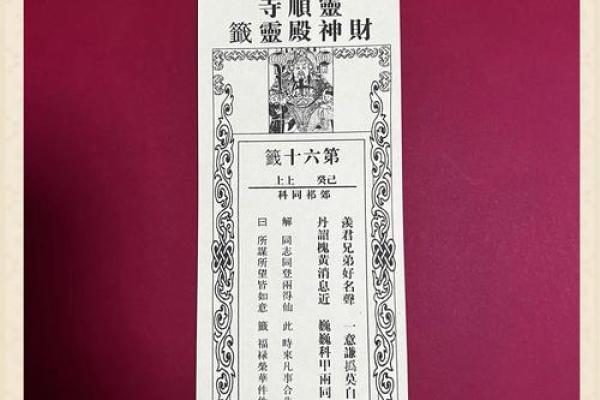 靈順寺
財神殿靈籤
第六十籤
己癸 上上
郊祁同科
羨君兄弟好名聲 一意謙撝莫自
丹詔槐黃消息近 巍巍科甲兩同
解 同志同登兩得仙 此 時來凡事合
曰 所謀所望皆如意 籤 福祿榮華件